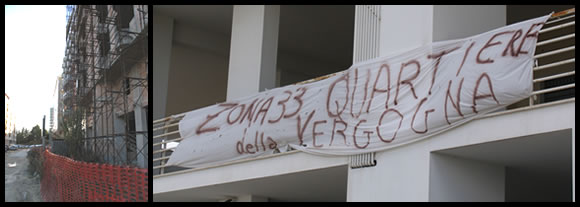 ZONA 33 QUARTIERE
della VERGOGNA